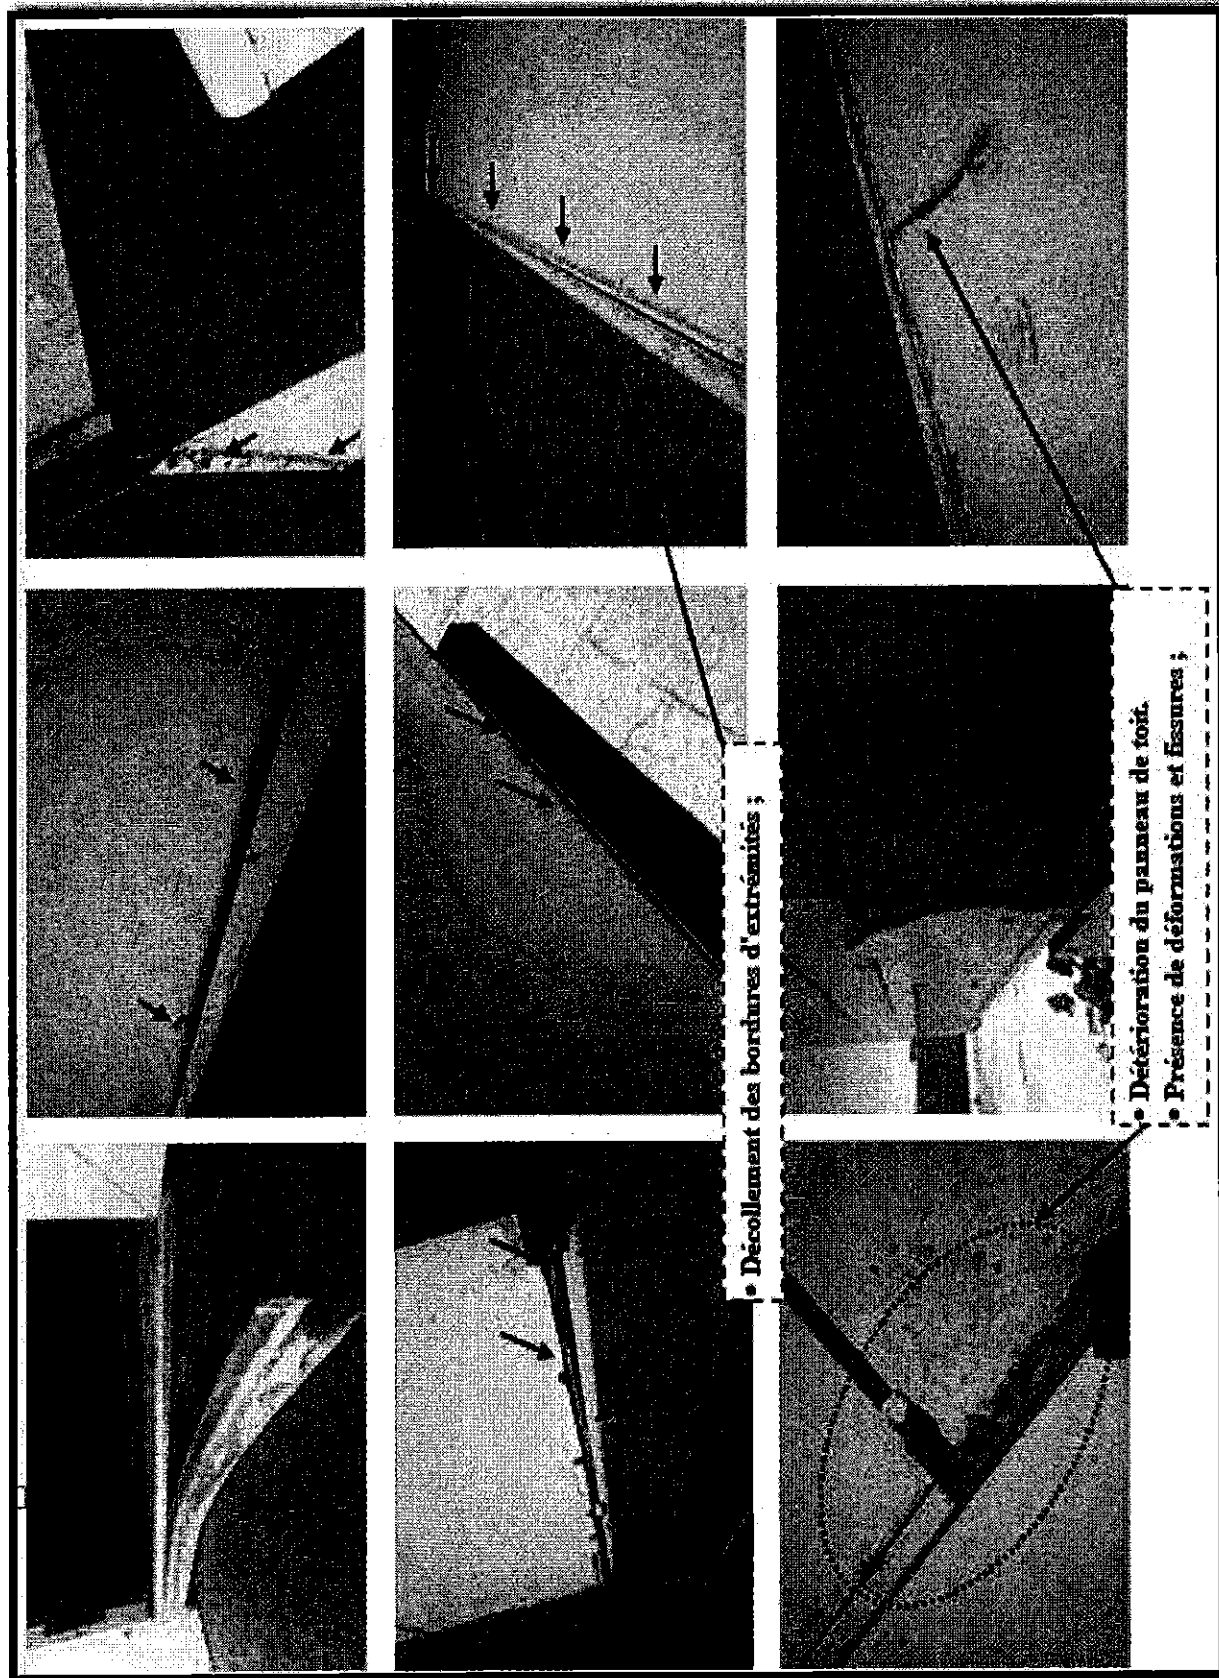 • Décollement des bordures d'extrémités ;
• Détérioration du panneau de toit.
• Présence de déformations et fissures ;